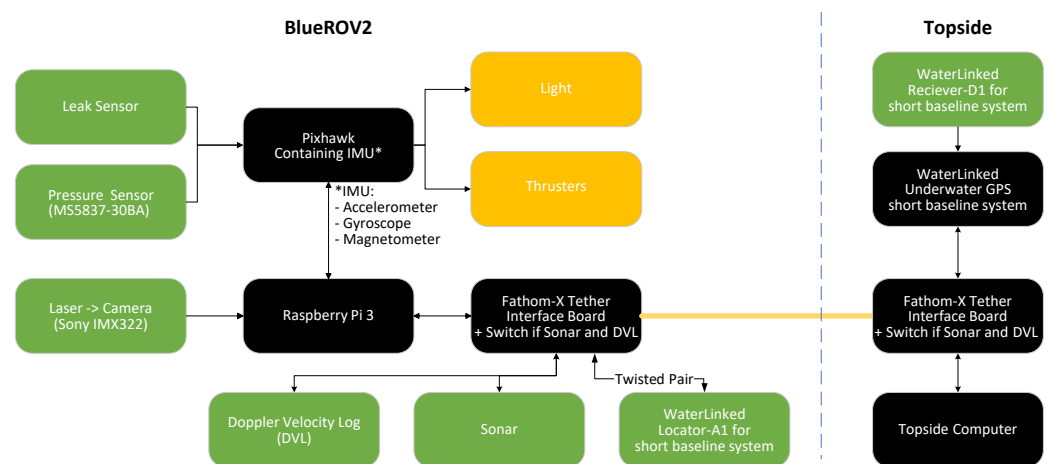 BlueROV2
Topside
Leak Sensor
Pressure Sensor
(MS5837-30BA)
Pixhawk
Containing IMU*
Light
Thrusters
*IMU:
- Accelerometer
- Gyroscope
- Magnetometer
WaterLinked
Reciever-D1 for
short baseline system
WaterLinked
Underwater GPS
short baseline system
Laser -> Camera
(Sony IMX322)
Raspberry Pi 3
Fathom-X Tether
Interface Board
+ Switch if Sonar and DVL
Fathom-X Tether
Interface Board
+ Switch if Sonar and DVL
Twisted Pair
Doppler Velocity Log
(DVL)
Sonar
WaterLinked
Locator-A1 for
short baseline system
Topside Computer